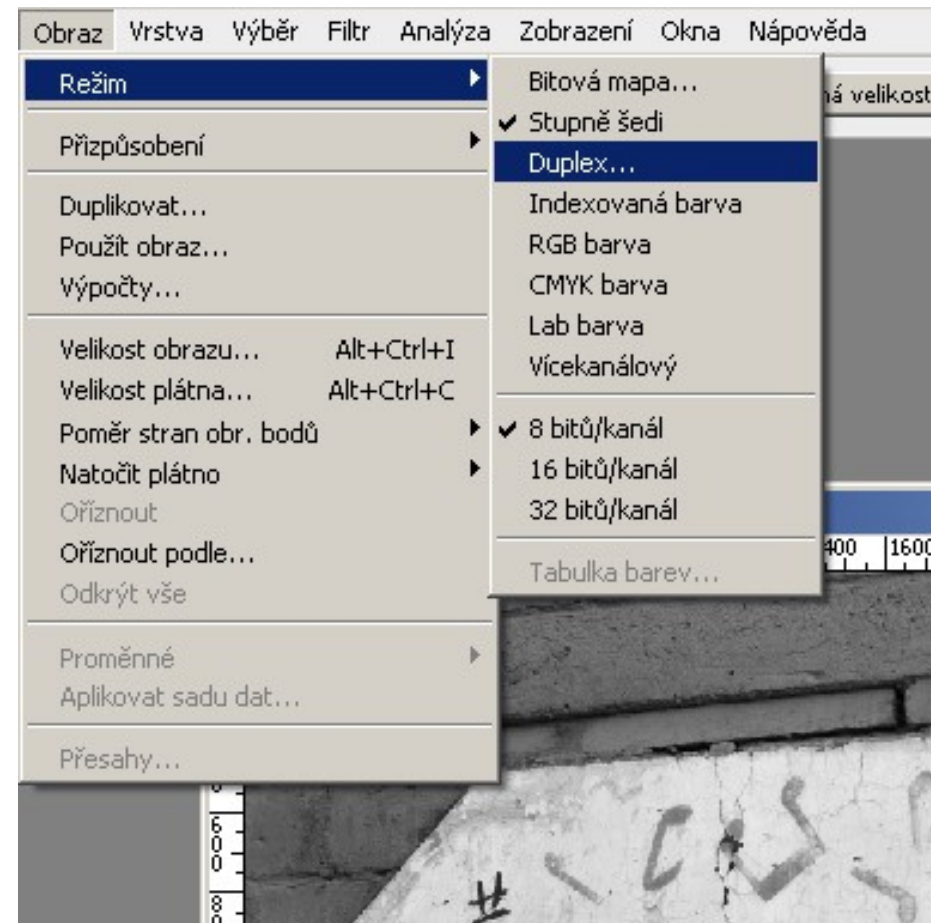 Obraz Vrstva Výběr Filtr Analýza Zobrazení Okna Nápověda
Režim
Přizpůsobení
Duplikovat...
Použít obraz...
Výpočty...
Velikost obrazu... Alt+Ctrl+I
Velikost plátna... Alt+Ctrl+C
Poměr stran obr. bodů
Natočit plátno
Oříznout
Oříznout podle...
Odkrýt vše
Proměnné
Aplikovat sadu dat...
Přesahy...
Bitová mapa...
Stupně šedi
Duplex...
Indexovaná barva
RGB barva
CMYK barva
Lab barva
Vícekanálový
8 bitů/kanál
16 bitů/kanál
32 bitů/kanál
Tabulka barev...
velikost
400 1600
600
8